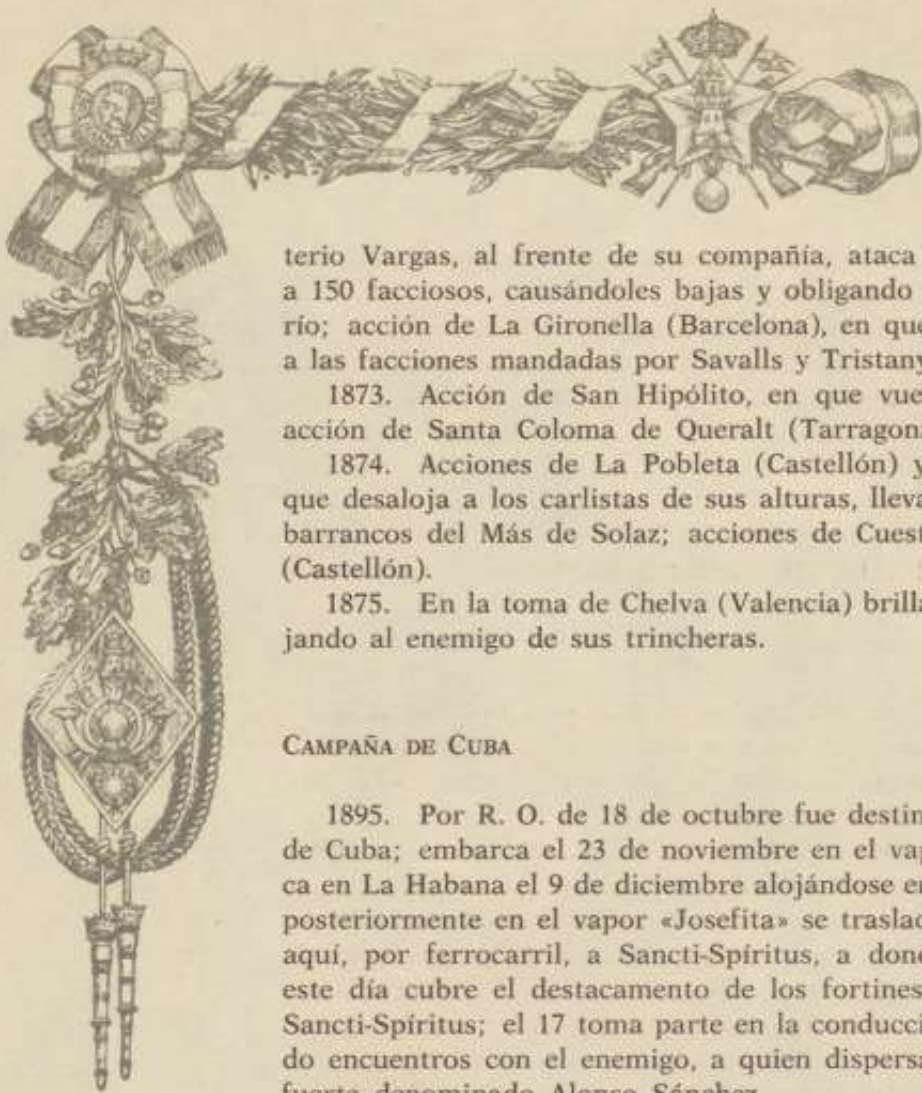 terio Vargas, al frente de su compañía, ataca
a 150 facciosos, causándoles bajas y obligando
río; acción de La Gironella (Barcelona), en que
a las facciones mandadas por Savalls y Tristany
1873. Acción de San Hipólito, en que vue
acción de Santa Coloma de Queralt (Tarragon
1874. Acciones de La Pobleta (Castellón) y
que desaloja a los carlistas de sus alturas, lleva
barrancos del Más de Solaz; acciones de Cuest
(Castellón).
1875. En la toma de Chelva (Valencia) brilla
jando al enemigo de sus trincheras.
CAMPAÑA DE CUBA
1895. Por R. O. de 18 de octubre fue destin
de Cuba; embarca el 23 de noviembre en el vap
ca en La Habana el 9 de diciembre alojándose en
posteriormente en el vapor «Josefita» se traslad
aquí, por ferrocarril, a Sancti-Spíritus, a dond
este día cubre el destacamento de los fortines
Sancti-Spíritus; el 17 toma parte en la conducci
do encuentros con el enemigo, a quien dispersa
fuerte denominado Alonso Sánchez